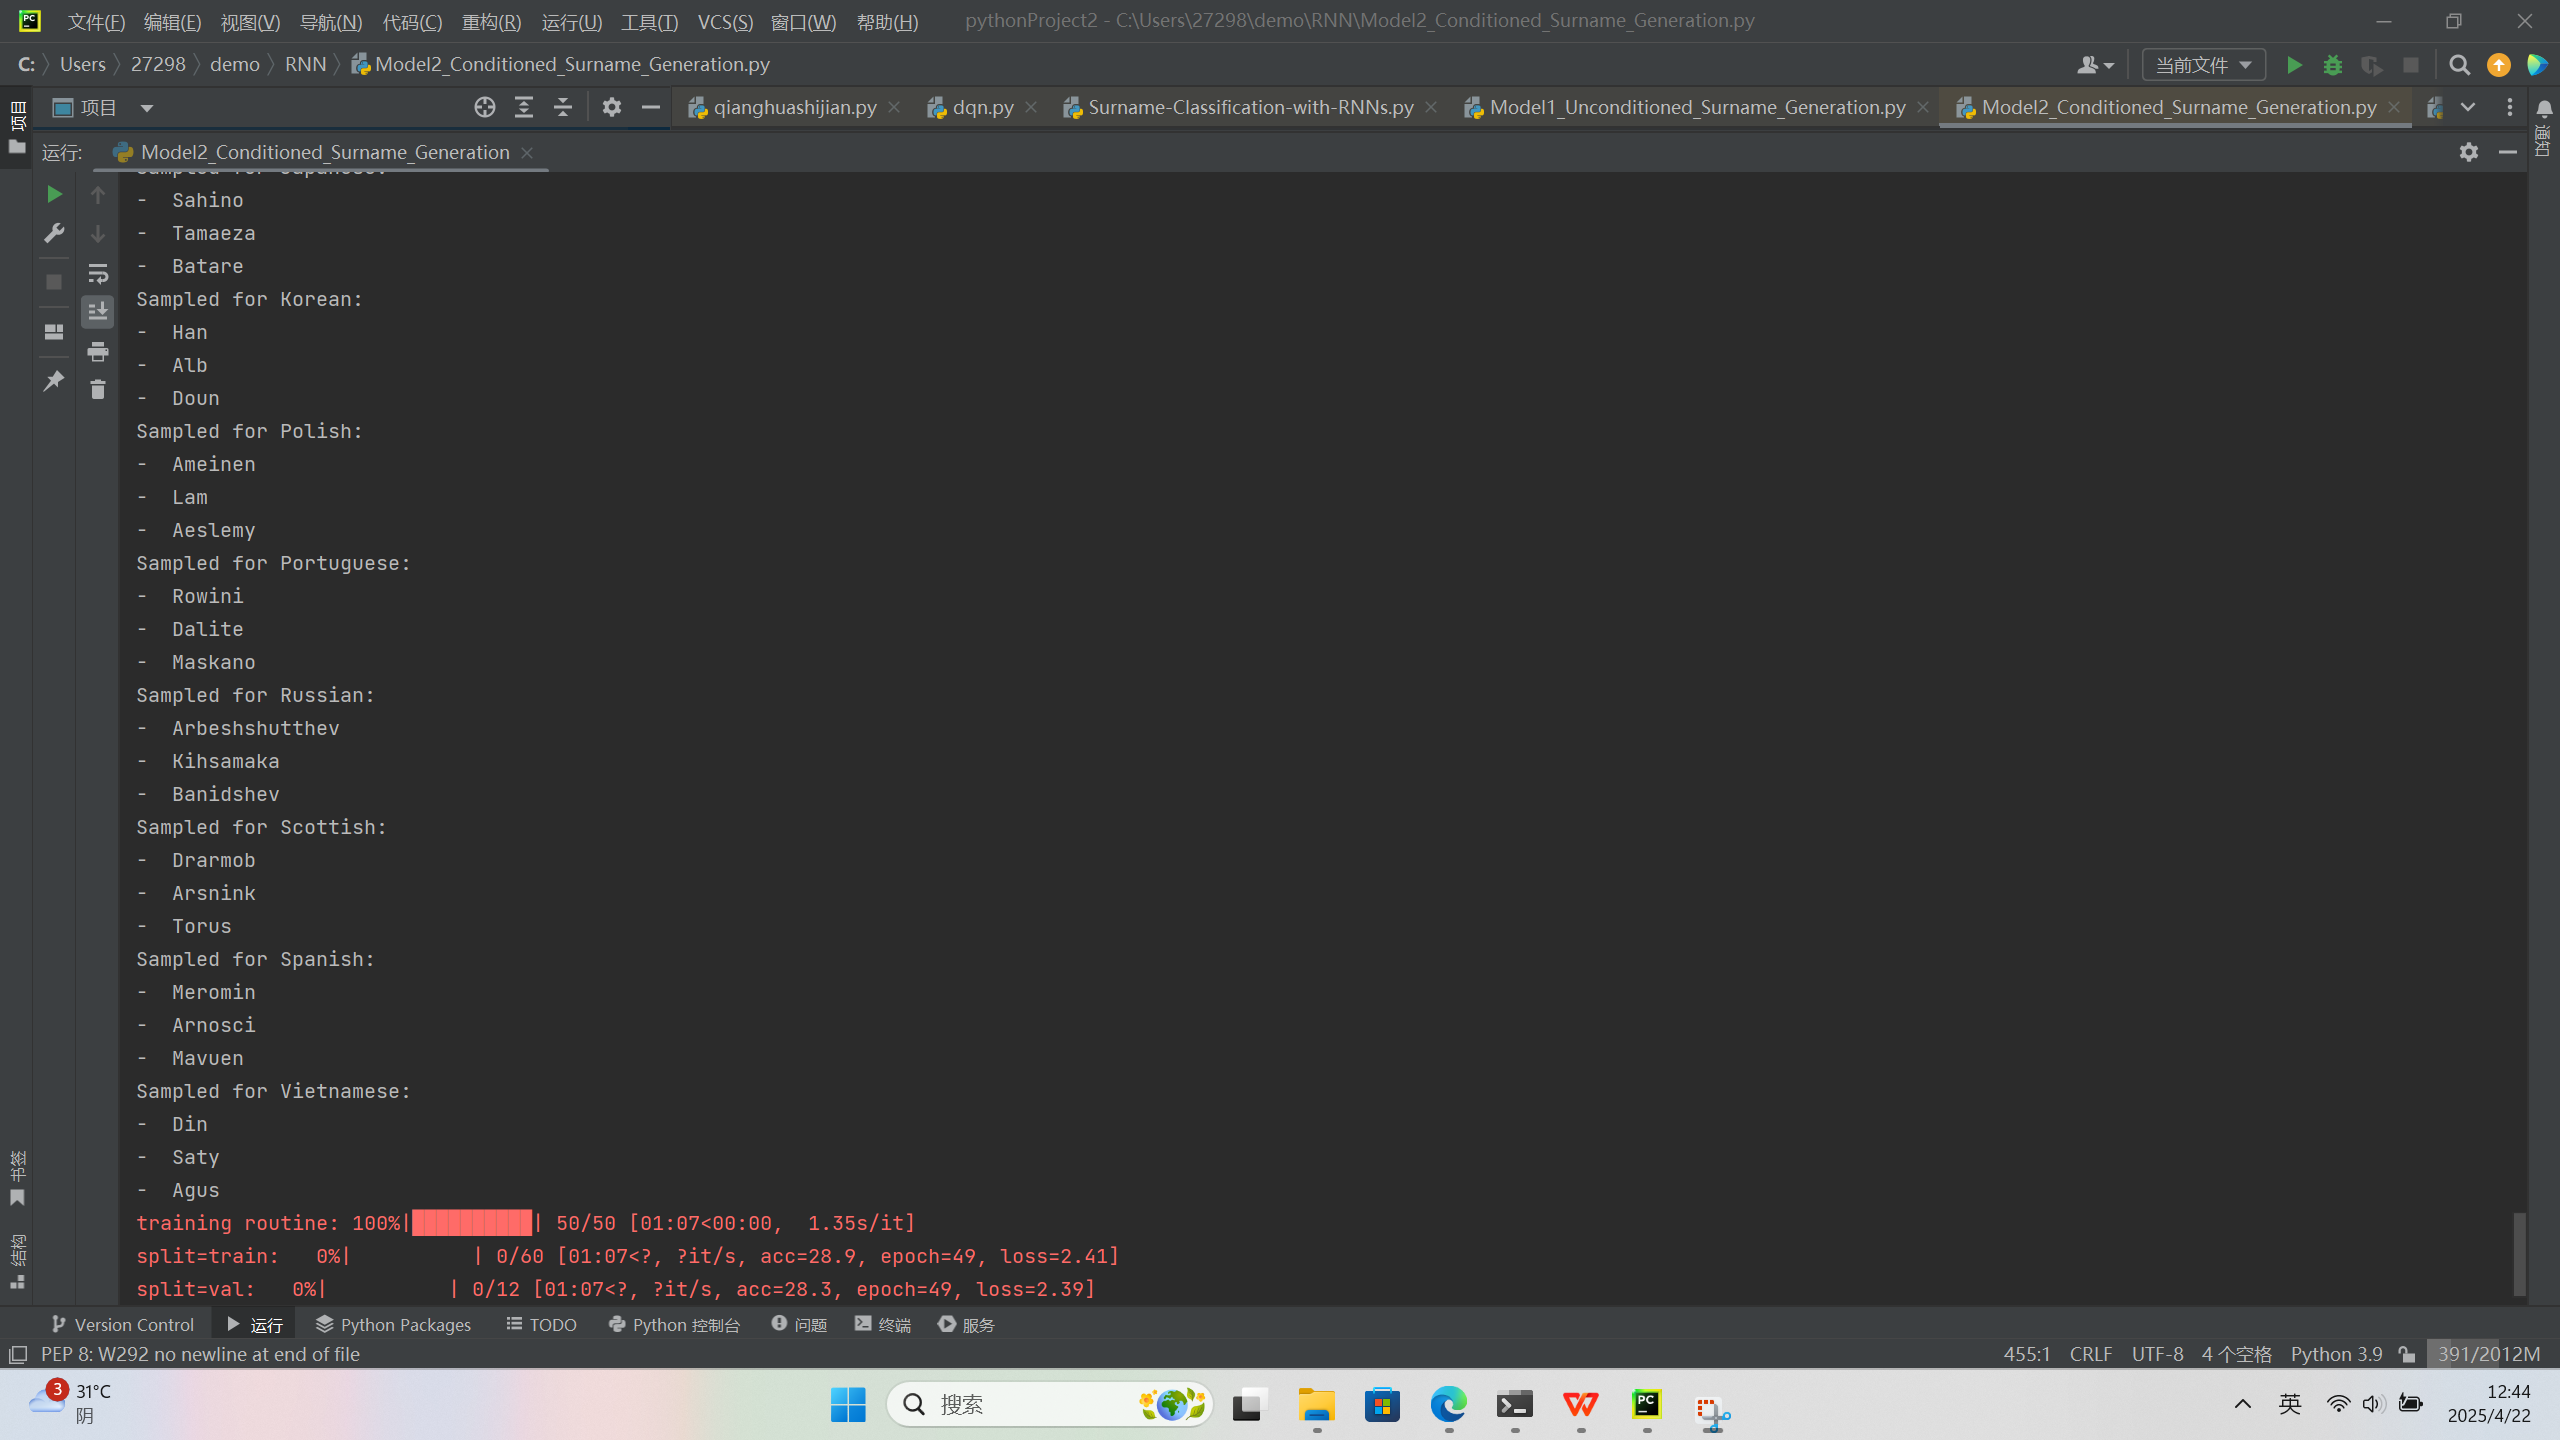 文件(F) 编辑(E) 视图(V) 导航(N) 代码(C) 重构(R) 运行(U) 工具(T) VCS(S) 窗口(W) 帮助(H) pythonProject2 - C:\Users\27298\demo\RNN\Model2_Conditioned_Surname_Generation.py
C: Users 27298 demo RNN Model2_Conditioned_Surname_Generation.py 当前文件
项目 qianghuashijian.py dqn.py Surname-Classification-with-RNNs.py Model1_Unconditioned_Surname_Generation.py Model2_Conditioned_Surname_Generation.py
项目
通知
运行: Model2_Conditioned_Surname_Generation
Sampled for Japanese:
- Sahino
- Tamaeza
- Batare
Sampled for Korean:
- Han
- Alb
- Doun
Sampled for Polish:
- Ameinen
- Lam
- Aeslemy
Sampled for Portuguese:
- Rowini
- Dalite
- Maskano
Sampled for Russian:
- Arbeshshutthev
- Kihsamaka
- Banidshev
Sampled for Scottish:
- Drarmob
- Arsnink
- Torus
Sampled for Spanish:
- Meromin
- Arnosci
- Mavuen
Sampled for Vietnamese:
- Din
- Saty
- Agus
training routine: 100%|██████████| 50/50 [01:07<00:00,  1.35s/it]
split=train:   0%|          | 0/60 [01:07<?, ?it/s, acc=28.9, epoch=49, loss=2.41]
split=val:   0%|          | 0/12 [01:07<?, ?it/s, acc=28.3, epoch=49, loss=2.39]
书签
结构
Version Control 运行 Python Packages TODO Python 控制台 问题 终端 服务
PEP 8: W292 no newline at end of file 455:1 CRLF UTF-8 4 个空格 Python 3.9 391/2012M
3 31°C
阴
搜索
英
12:44
2025/4/22